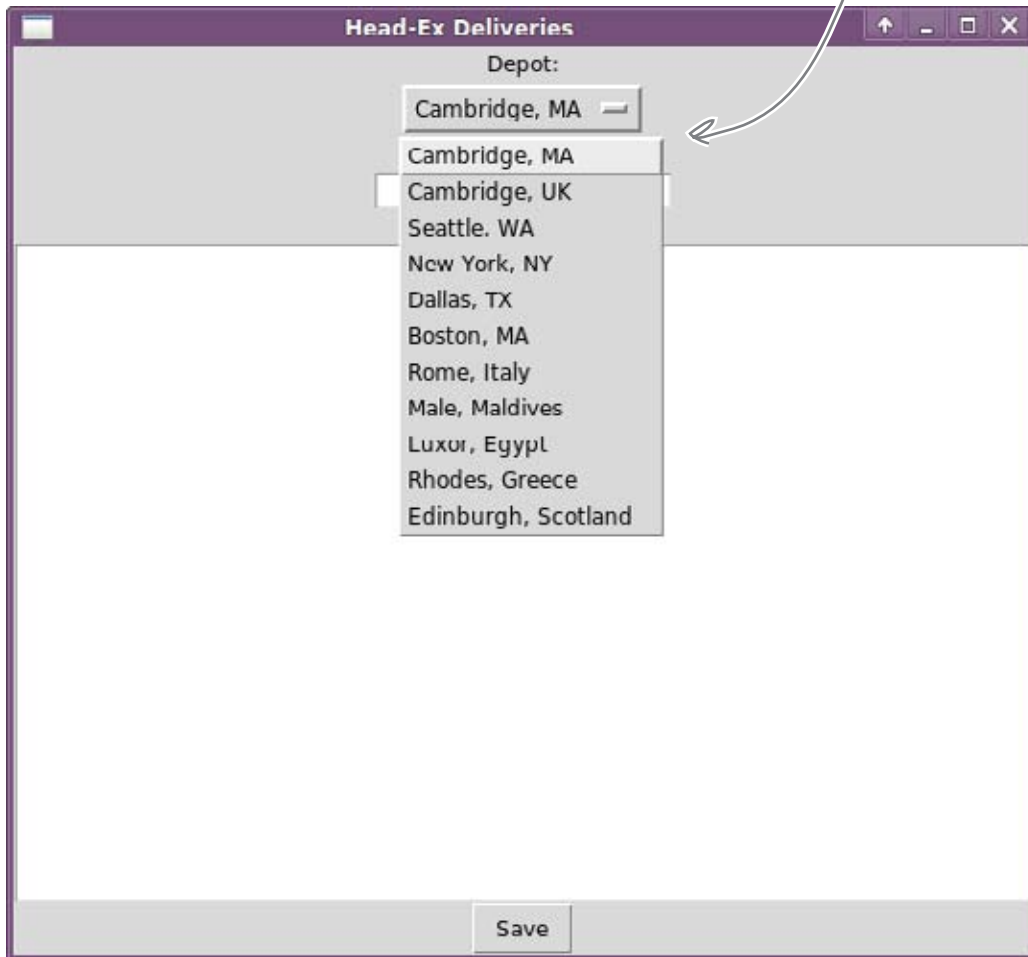 Head-Ex Deliveries
Depot:
Cambridge, MA
Cambridge, MA
Cambridge, UK
Seattle. WA
New York, NY
Dallas, TX
Boston, MA
Rome, Italy
Male, Maldives
Luxor, Egypt
Rhodes, Greece
Edinburgh, Scotland
Save